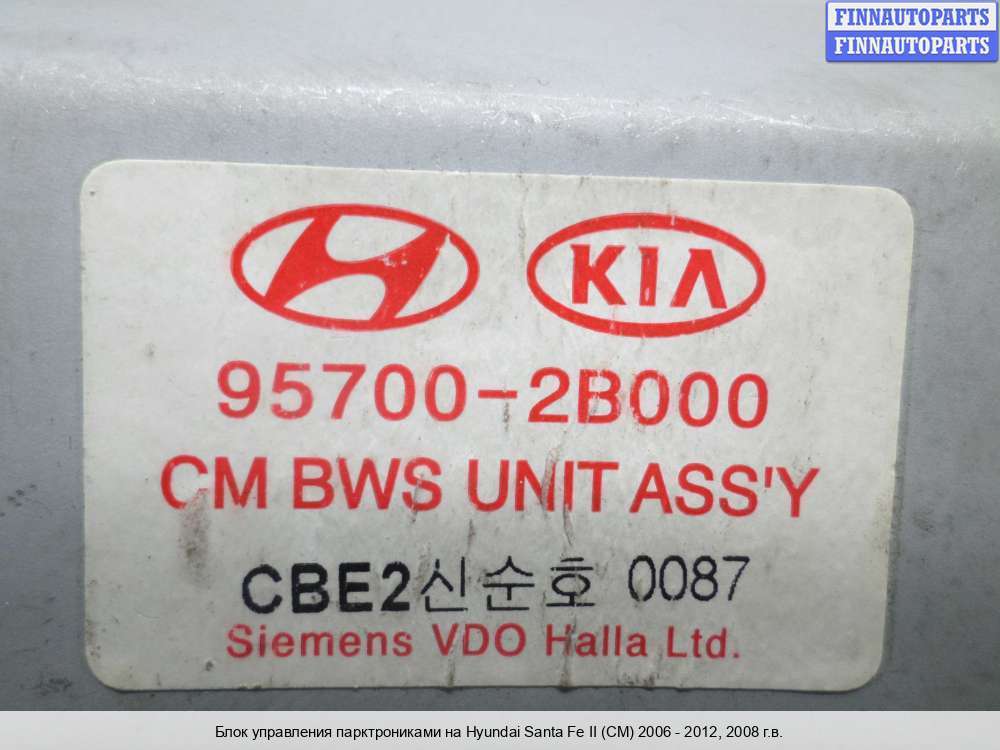 FINNAUTOPARTS
FINNAUTOPARTS
KIA
95700-2B000
CM BWS UNIT ASS'Y
CBE2신순호 0087
Siemens VDO Halla Ltd.
Блок управления парктрониками на Hyundai Santa Fe II (CM) 2006 - 2012, 2008 г.в.